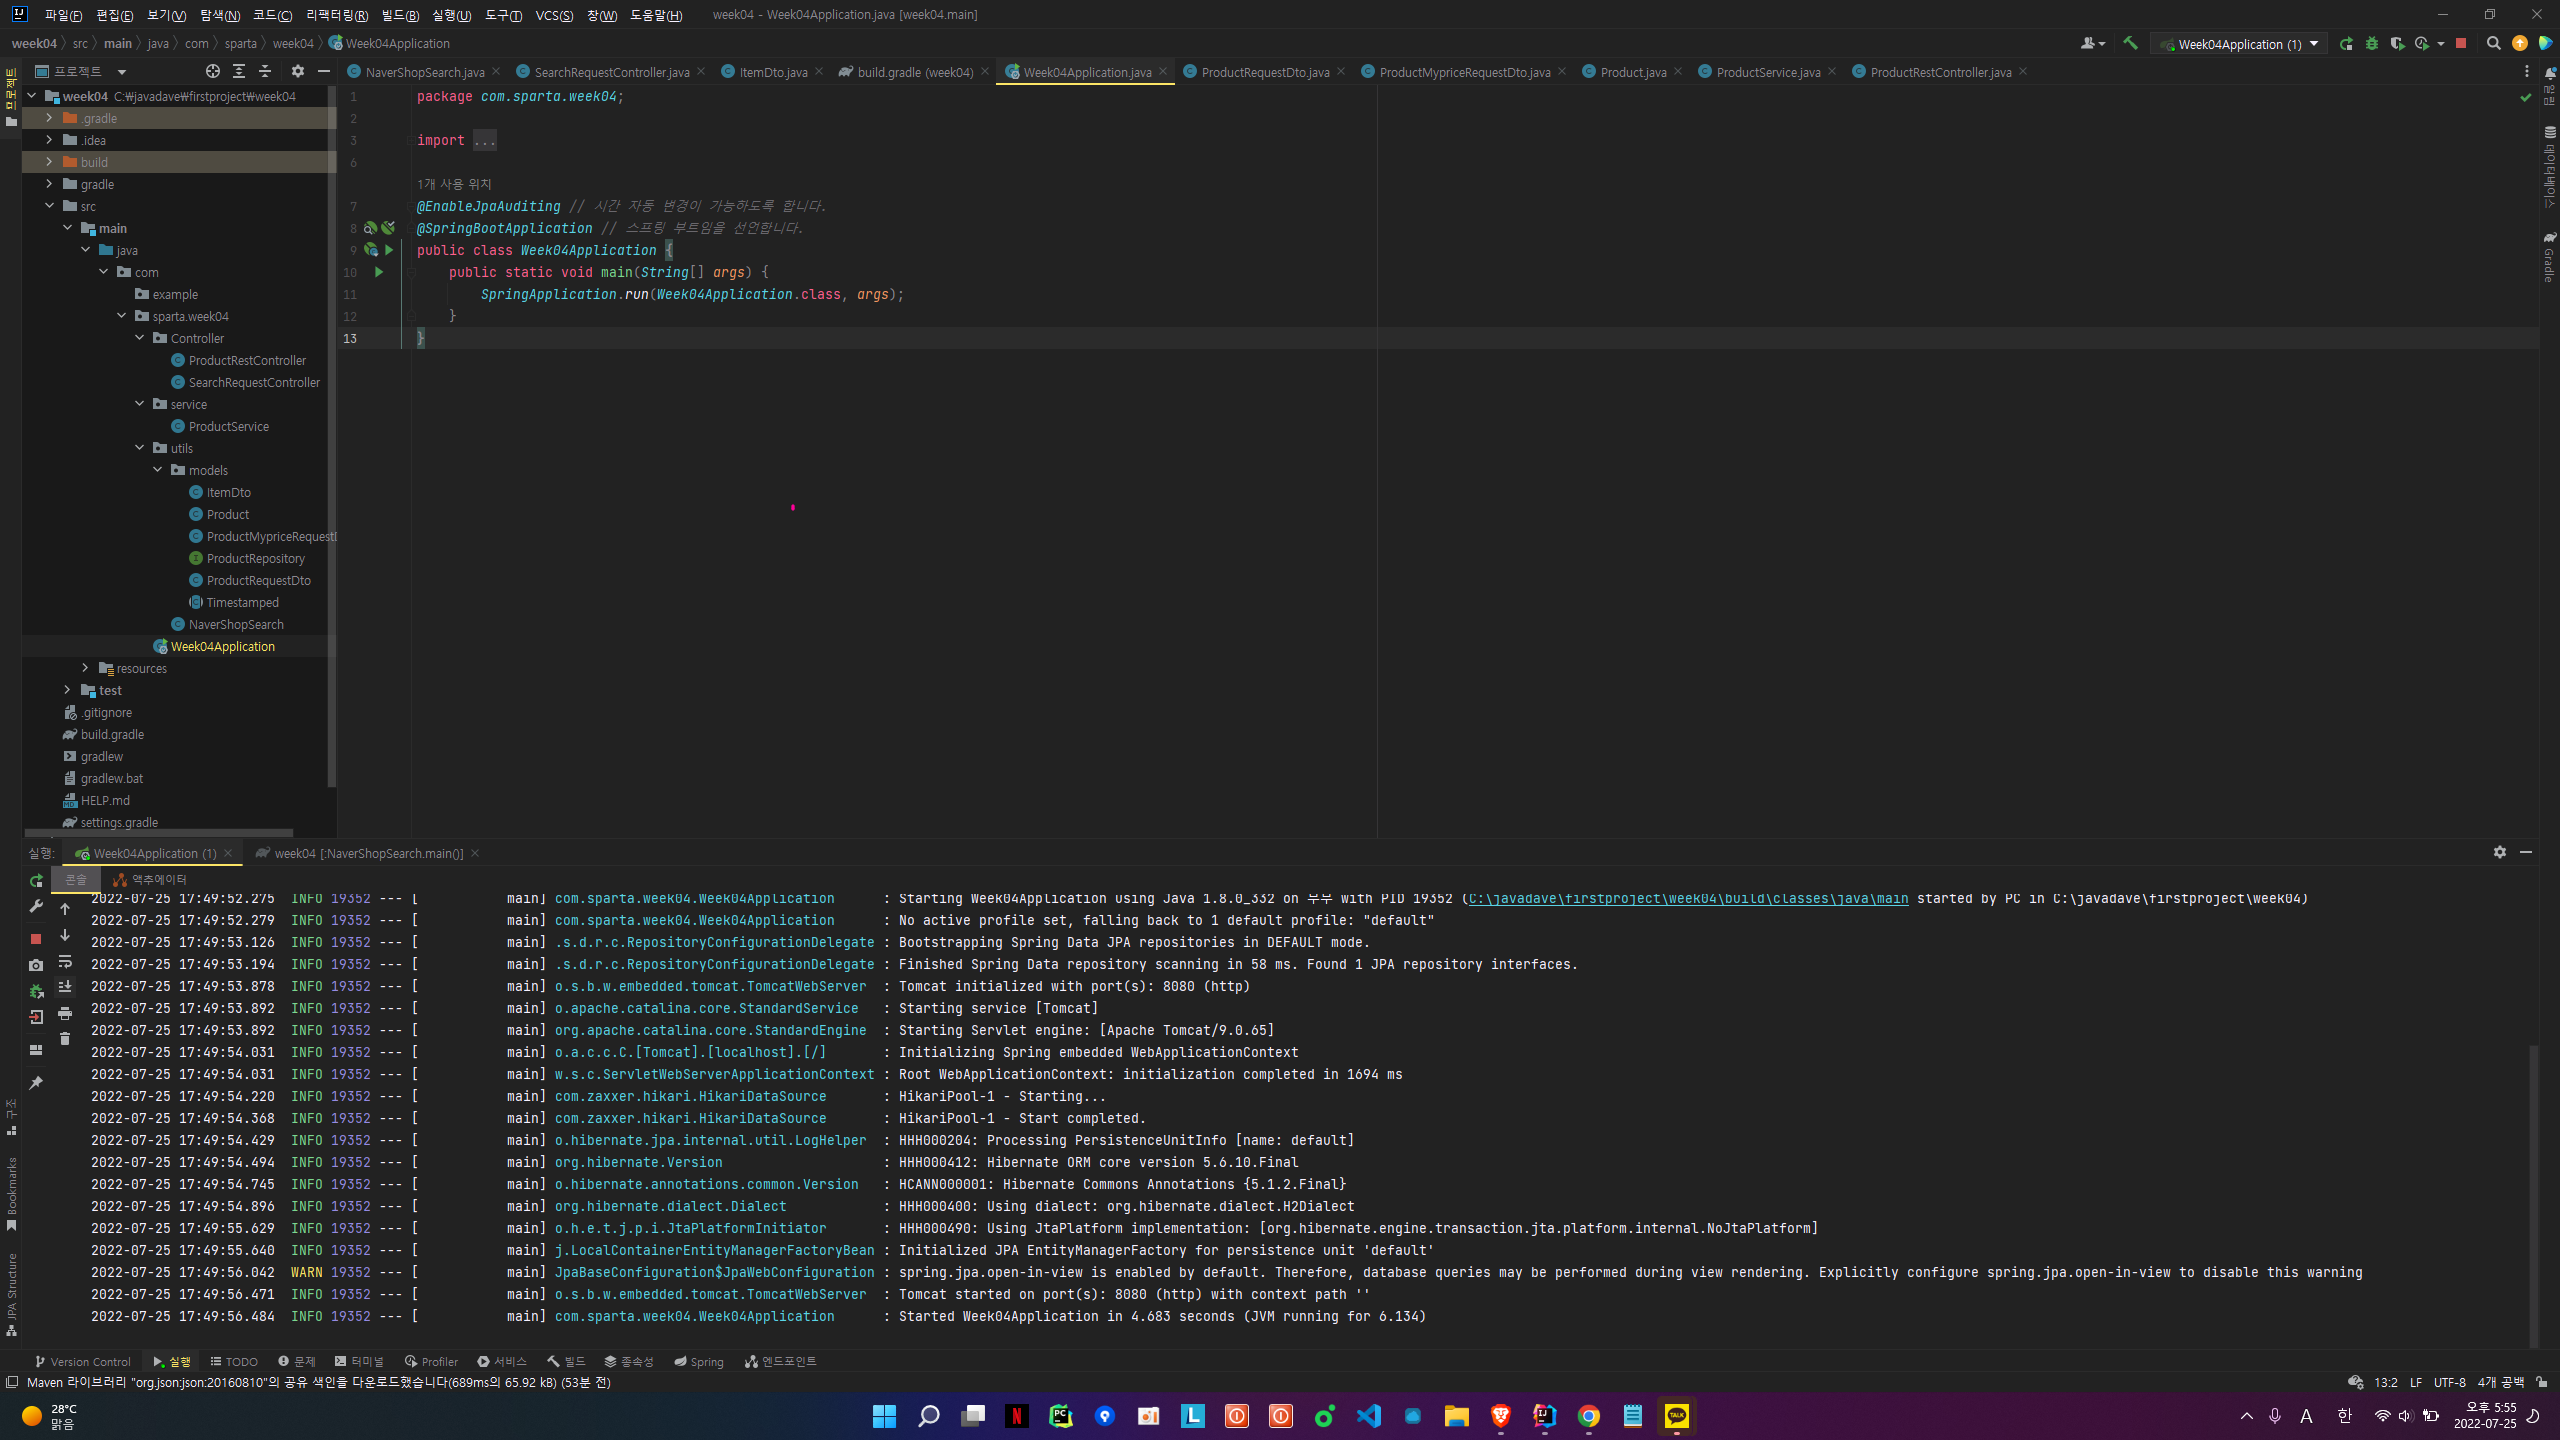 파일(F) 편집(E) 보기(V) 탐색(N) 코드(C) 리팩터링(R) 빌드(B) 실행(U) 도구(T) VCS(S) 창(W) 도움말(H) week04 - Week04Application.java [week04.main]
week04 src main java com sparta week04 Week04Application Week04Application (1)
프로젝트
NaverShopSearch.java SearchRequestController.java ItemDto.java build.gradle (week04) Week04Application.java ProductRequestDto.java ProductMypriceRequestDto.java Product.java ProductService.java ProductRestController.java
week04 C:₩javadave₩firstproject₩week04
.gradle
.idea
build
gradle
src
main
java
com
example
sparta.week04
Controller
ProductRestController
SearchRequestController
service
ProductService
utils
models
ItemDto
Product
ProductMypriceRequestD
ProductRepository
ProductRequestDto
Timestamped
NaverShopSearch
Week04Application
resources
test
.gitignore
build.gradle
gradlew
gradlew.bat
HELP.md
settings.gradle
1 package com.sparta.week04;
2
3 import ...
6
1개 사용 위치
7 @EnableJpaAuditing // 시간 자동 변경이 가능하도록 합니다.
8 @SpringBootApplication // 스프링 부트임을 선언합니다.
9 public class Week04Application {
10 public static void main(String[] args) {
11 SpringApplication.run(Week04Application.class, args);
12 }
13 }
프로젝트
구조
Bookmarks
JPA Structure
알림
데이터베이스
Gradle
실행: Week04Application (1) week04 [:NaverShopSearch.main()]
콘솔 액추에이터
2022-07-25 17:49:52.275 INFO 19352 --- [ main] com.sparta.week04.Week04Application : Starting Week04Application using Java 1.8.0_332 on 무무 with PID 19352 (C:\javadave\firstproject\week04\build\classes\java\main started by PC in C:\javadave\firstproject\week04)
2022-07-25 17:49:52.279 INFO 19352 --- [ main] com.sparta.week04.Week04Application : No active profile set, falling back to 1 default profile: "default"
2022-07-25 17:49:53.126 INFO 19352 --- [ main] .s.d.r.c.RepositoryConfigurationDelegate : Bootstrapping Spring Data JPA repositories in DEFAULT mode.
2022-07-25 17:49:53.194 INFO 19352 --- [ main] .s.d.r.c.RepositoryConfigurationDelegate : Finished Spring Data repository scanning in 58 ms. Found 1 JPA repository interfaces.
2022-07-25 17:49:53.878 INFO 19352 --- [ main] o.s.b.w.embedded.tomcat.TomcatWebServer : Tomcat initialized with port(s): 8080 (http)
2022-07-25 17:49:53.892 INFO 19352 --- [ main] o.apache.catalina.core.StandardService : Starting service [Tomcat]
2022-07-25 17:49:53.892 INFO 19352 --- [ main] org.apache.catalina.core.StandardEngine : Starting Servlet engine: [Apache Tomcat/9.0.65]
2022-07-25 17:49:54.031 INFO 19352 --- [ main] o.a.c.c.C.[Tomcat].[localhost].[/] : Initializing Spring embedded WebApplicationContext
2022-07-25 17:49:54.031 INFO 19352 --- [ main] w.s.c.ServletWebServerApplicationContext : Root WebApplicationContext: initialization completed in 1694 ms
2022-07-25 17:49:54.220 INFO 19352 --- [ main] com.zaxxer.hikari.HikariDataSource : HikariPool-1 - Starting...
2022-07-25 17:49:54.368 INFO 19352 --- [ main] com.zaxxer.hikari.HikariDataSource : HikariPool-1 - Start completed.
2022-07-25 17:49:54.429 INFO 19352 --- [ main] o.hibernate.jpa.internal.util.LogHelper : HHH000204: Processing PersistenceUnitInfo [name: default]
2022-07-25 17:49:54.494 INFO 19352 --- [ main] org.hibernate.Version : HHH000412: Hibernate ORM core version 5.6.10.Final
2022-07-25 17:49:54.745 INFO 19352 --- [ main] o.hibernate.annotations.common.Version : HCANN000001: Hibernate Commons Annotations {5.1.2.Final}
2022-07-25 17:49:54.896 INFO 19352 --- [ main] org.hibernate.dialect.Dialect : HHH000400: Using dialect: org.hibernate.dialect.H2Dialect
2022-07-25 17:49:55.629 INFO 19352 --- [ main] o.h.e.t.j.p.i.JtaPlatformInitiator : HHH000490: Using JtaPlatform implementation: [org.hibernate.engine.transaction.jta.platform.internal.NoJtaPlatform]
2022-07-25 17:49:55.640 INFO 19352 --- [ main] j.LocalContainerEntityManagerFactoryBean : Initialized JPA EntityManagerFactory for persistence unit 'default'
2022-07-25 17:49:56.042 WARN 19352 --- [ main] JpaBaseConfiguration$JpaWebConfiguration : spring.jpa.open-in-view is enabled by default. Therefore, database queries may be performed during view rendering. Explicitly configure spring.jpa.open-in-view to disable this warning
2022-07-25 17:49:56.471 INFO 19352 --- [ main] o.s.b.w.embedded.tomcat.TomcatWebServer : Tomcat started on port(s): 8080 (http) with context path ''
2022-07-25 17:49:56.484 INFO 19352 --- [ main] com.sparta.week04.Week04Application : Started Week04Application in 4.683 seconds (JVM running for 6.134)
Version Control 실행 TODO 문제 터미널 Profiler 서비스 빌드 종속성 Spring 엔드포인트
Maven 라이브러리 "org.json:json:20160810"의 공유 색인을 다운로드했습니다(689ms의 65.92 kB) (53분 전) 13:2 LF UTF-8 4개 공백
28°C
맑음
A 한 오후 5:55
2022-07-25